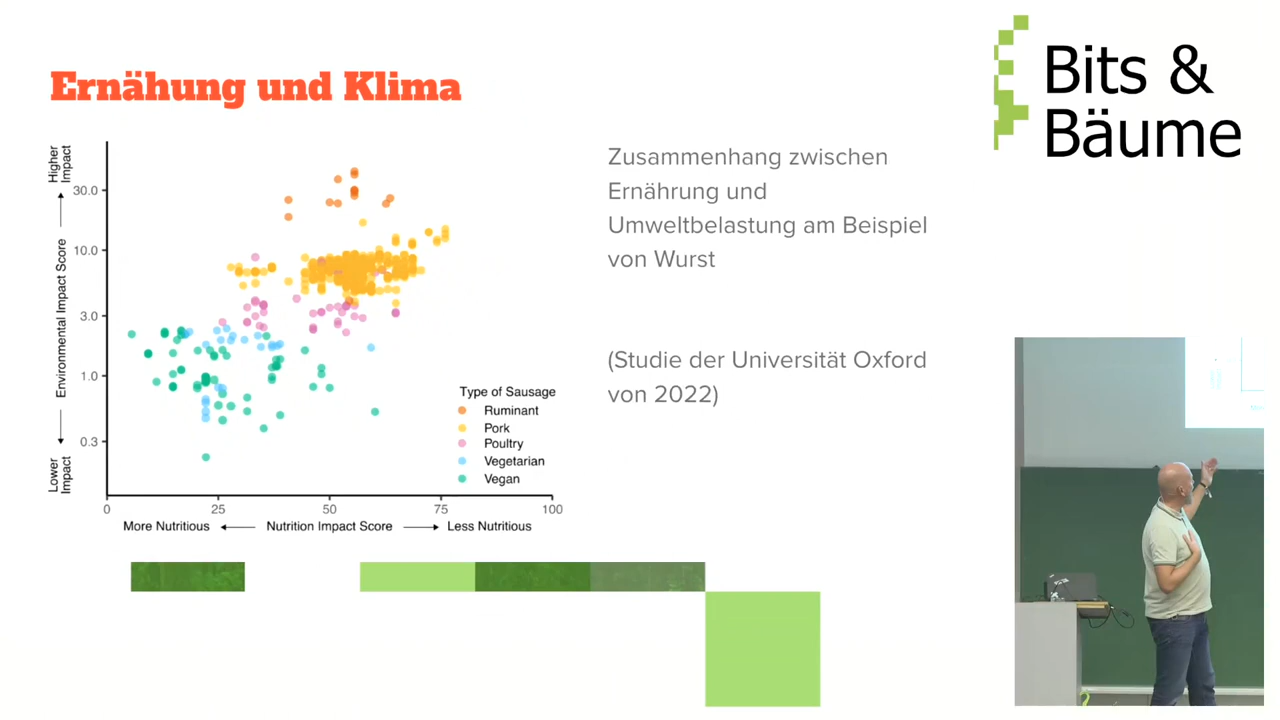 Ernähung und Klima
Bits &
Bäume
Zusammenhang zwischen
Ernährung und
Umweltbelastung am Beispiel
von Wurst
(Studie der Universität Oxford
von 2022)
Higher
Impact
Environmental Impact Score
Lower
Impact
30.0
10.0
3.0
1.0
0.3
Type of Sausage
Ruminant
Pork
Poultry
Vegetarian
Vegan
0
25
50
75
100
More Nutritious
Nutrition Impact Score
Less Nutritious